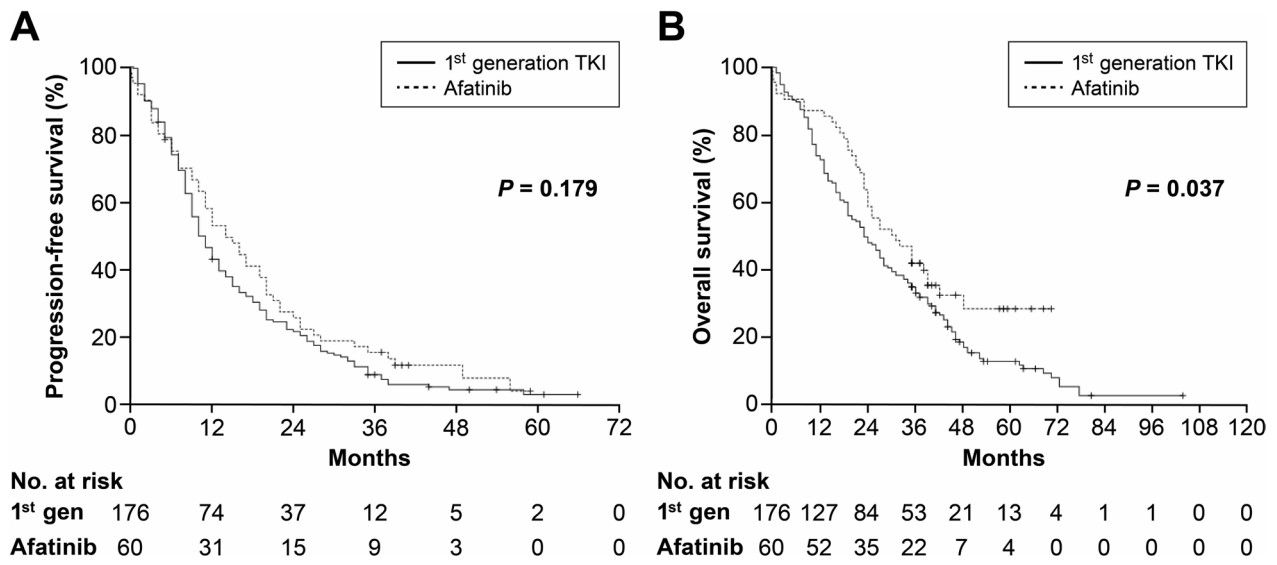 A
1st generation TKI
Afatinib
P = 0.179
Progression-free survival (%)
100
80
60
40
20
0
0 12 24 36 48 60 72
Months
No. at risk
1st gen 176 74 37 12 5 2 0
Afatinib 60 31 15 9 3 0 0
B
1st generation TKI
Afatinib
P = 0.037
Overall survival (%)
100
80
60
40
20
0
0 12 24 36 48 60 72 84 96 108 120
Months
No. at risk
1st gen 176 127 84 53 21 13 4 1 1 0 0
Afatinib 60 52 35 22 7 4 0 0 0 0 0